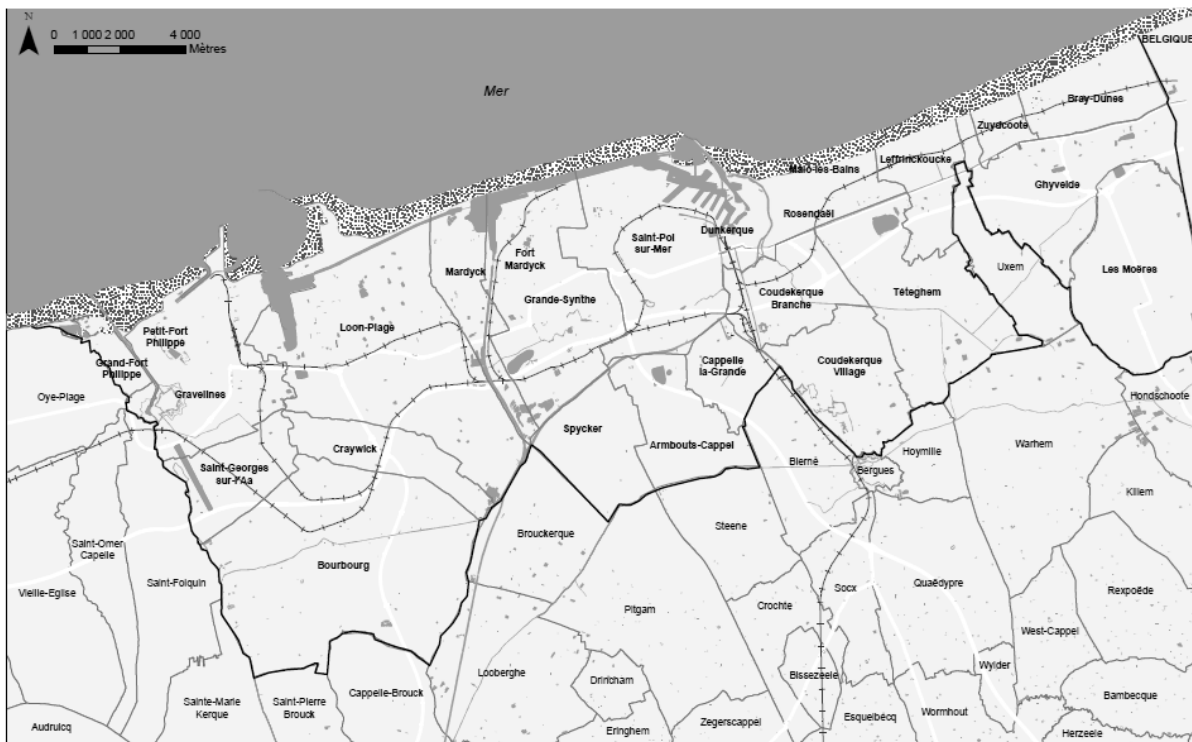 N
0 1 000 2 000 4 000
Mètres
BELGIQUE
Mer
Bray-Dunes
Zuydcoote
Leffrinckoucke
Malo-les-Bains
Ghyvelde
Rosendaël
Dunkerque
Saint-Pol
sur-Mer
Fort
Mardyck
Mardyck
Uxem
Les Moëres
Grande-Synthe
Coudekerque
Branche
Téteghem
Loon-Plage
Petit-Fort
Philippe
Grand-Fort
Philippe
Cappelle
la-Grande
Coudekerque
Village
Oye-Plage
Gravelines
Hondschoote
Spycker
Armbouts-Cappel
Craywick
Warhem
Hoymille
Bierne
Bergues
Saint-Georges
sur-l'Aa
Killem
Steene
Brouckerque
Saint-Omer
Capelle
Saint-Folquin
Bourbourg
Vieille-Eglise
Socx
Quaëdypre
Rexpoëde
Crochte
Pitgam
West-Cappel
Wylder
Bissezeele
Looberghe
Drincham
Bambecque
Cappelle-Brouck
Sainte-Marie
Kerque
Saint-Pierre
Brouck
Esquelbecq
Wormhout
Zegerscappel
Audruicq
Eringhem
Herzeele